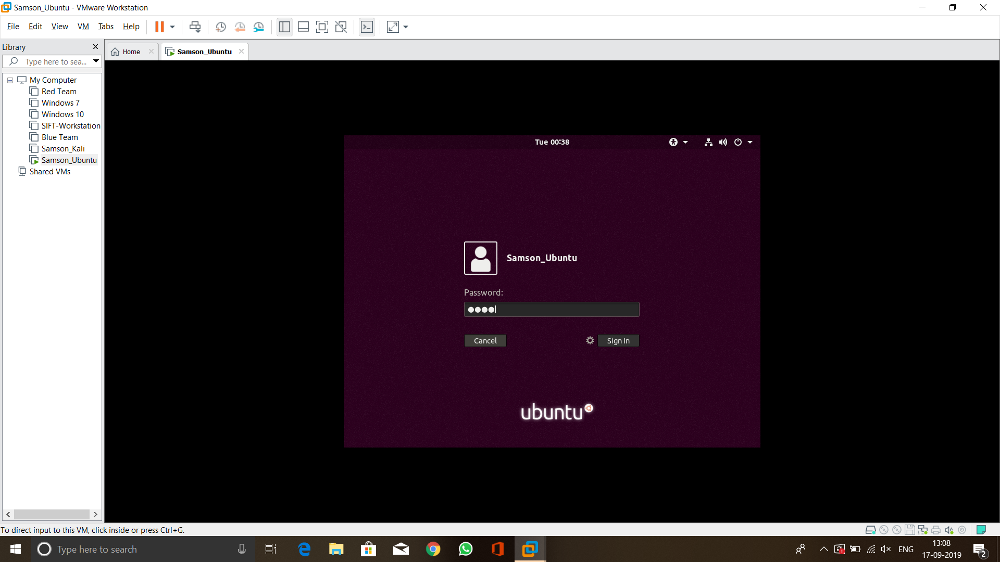 Samson_Ubuntu - VMware Workstation
File Edit View VM Tabs Help
Library
Home
Samson_Ubuntu
Type here to sea...
My Computer
Red Team
Windows 7
Windows 10
SIFT-Workstation
Blue Team
Samson_Kali
Samson_Ubuntu
Shared VMs
Tue 00:38
Samson_Ubuntu
Password:
Cancel
Sign In
ubuntu
To direct input to this VM, click inside or press Ctrl+G.
Type here to search
ENG
13:08
17-09-2019
2